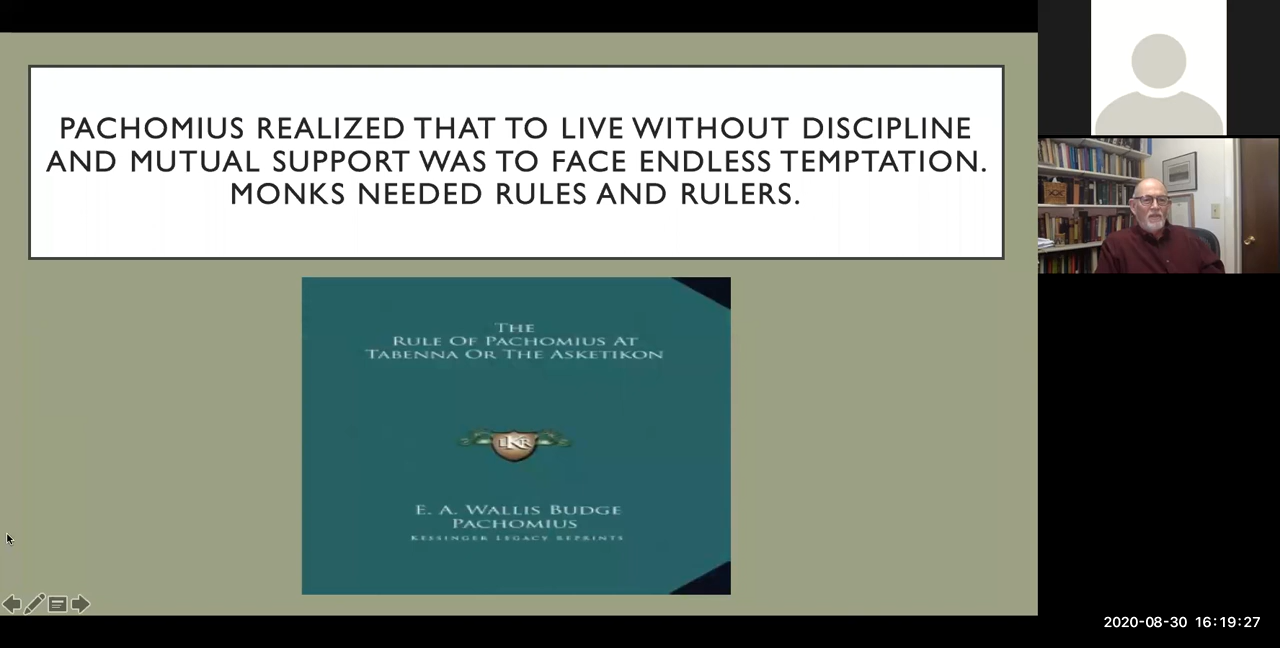 PACHOMIUS REALIZED THAT TO LIVE WITHOUT DISCIPLINE
AND MUTUAL SUPPORT WAS TO FACE ENDLESS TEMPTATION.
MONKS NEEDED RULES AND RULERS.
THE
RULE OF POCHOMIUS AT
TABENNA OR THE ASKETIKON
KR
E. A. WALLIS BUDGE
PACHOMIUS
KESSINGER LEGACY REPRINTS
2020-08-30 16:19:27